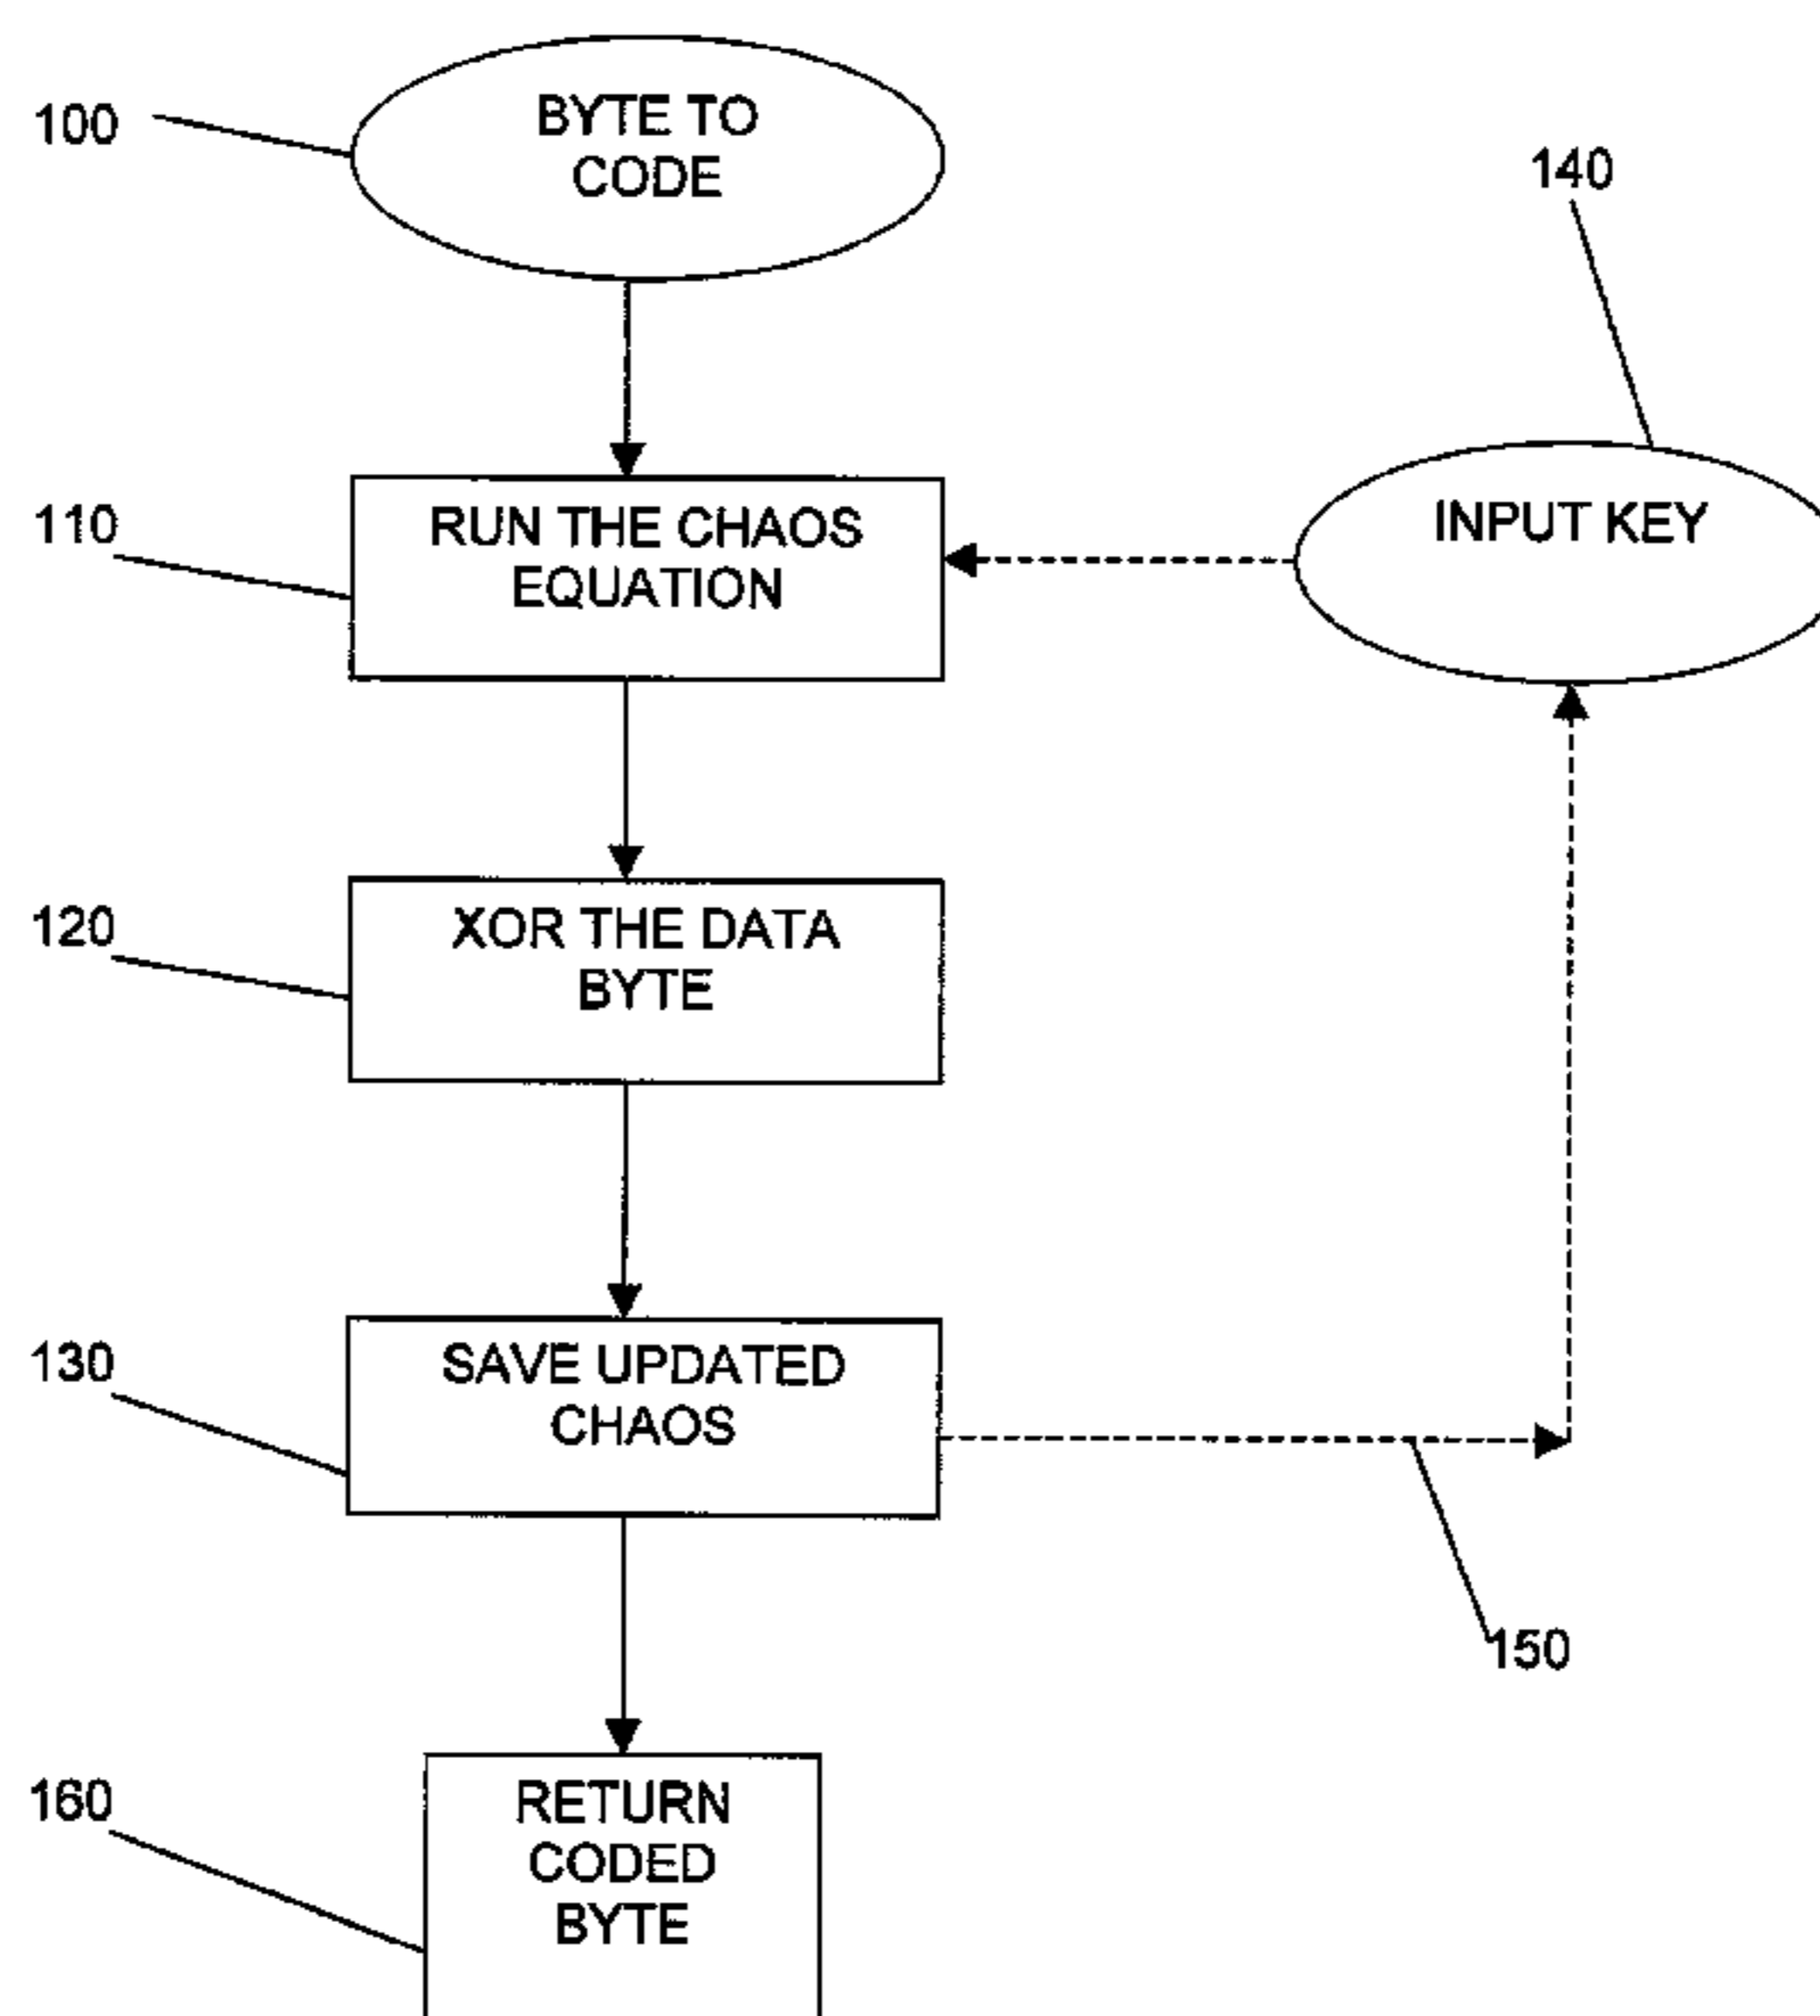 100
BYTE TO
CODE
140
110
RUN THE CHAOS
EQUATION
INPUT KEY
120
XOR THE DATA
BYTE
130
SAVE UPDATED
CHAOS
150
160
RETURN
CODED
BYTE